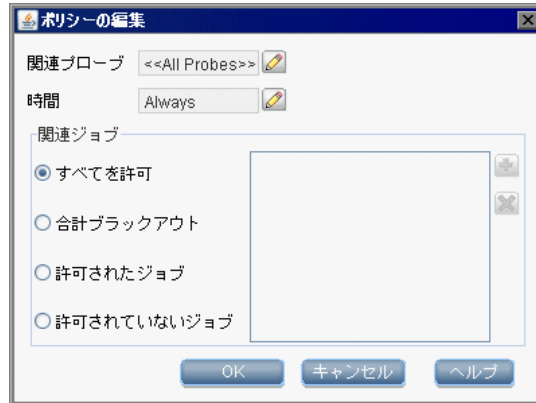 ポリシーの編集
関連プローブ <<All Probes>>
時間 Always
関連ジョブ
すべてを許可
合計ブラックアウト
許可されたジョブ
許可されていないジョブ
OK キャンセル ヘルプ